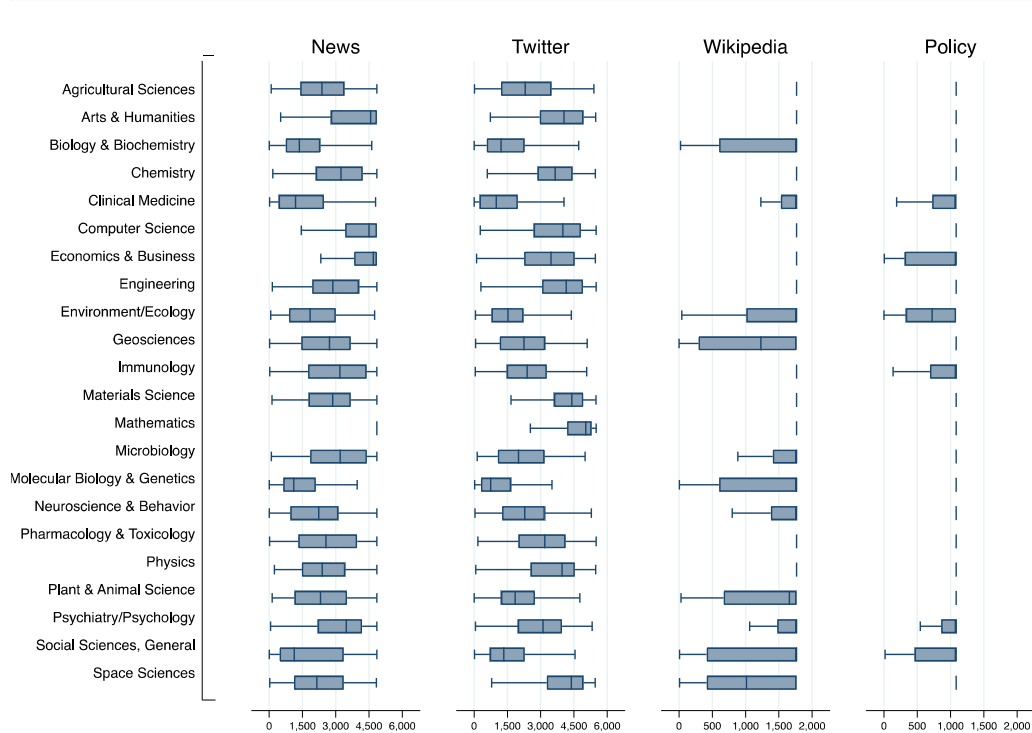 News Twitter Wikipedia Policy
Agricultural Sciences
Arts & Humanities
Biology & Biochemistry
Chemistry
Clinical Medicine
Computer Science
Economics & Business
Engineering
Environment/Ecology
Geosciences
Immunology
Materials Science
Mathematics
Microbiology
Molecular Biology & Genetics
Neuroscience & Behavior
Pharmacology & Toxicology
Physics
Plant & Animal Science
Psychiatry/Psychology
Social Sciences, General
Space Sciences
0 1,500 3,000 4,500 6,000 0 1,500 3,000 4,500 6,000 0 500 1,000 1,500 2,000 0 500 1,000 1,500 2,000